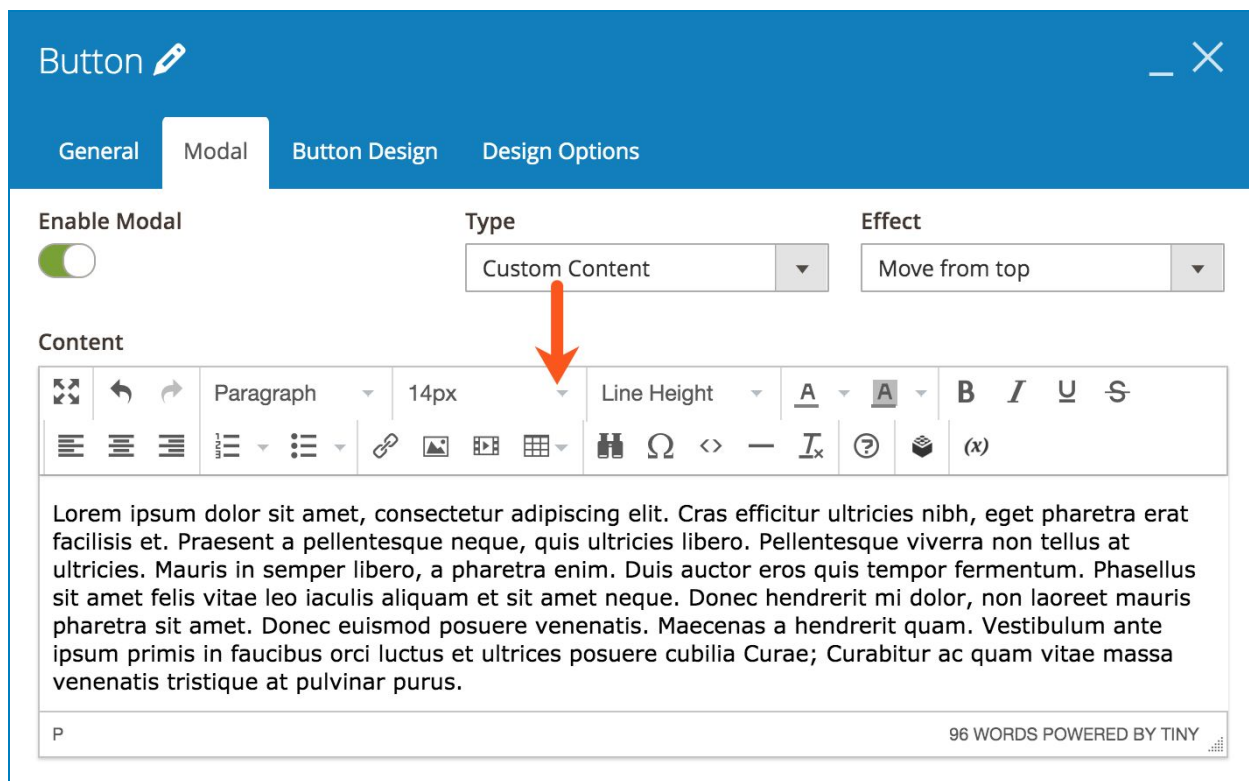 Button
General Modal Button Design Design Options
Enable Modal Type Effect
Custom Content Move from top
Content
Paragraph 14px Line Height A A B I U S
Ω <> — Tx ? (x)
Lorem ipsum dolor sit amet, consectetur adipiscing elit. Cras efficitur ultricies nibh, eget pharetra erat
facilisis et. Praesent a pellentesque neque, quis ultricies libero. Pellentesque viverra non tellus at
ultricies. Mauris in semper libero, a pharetra enim. Duis auctor eros quis tempor fermentum. Phasellus
sit amet felis vitae leo iaculis aliquam et sit amet neque. Donec hendrerit mi dolor, non laoreet mauris
pharetra sit amet. Donec euismod posuere venenatis. Maecenas a hendrerit quam. Vestibulum ante
ipsum primis in faucibus orci luctus et ultrices posuere cubilia Curae; Curabitur ac quam vitae massa
venenatis tristique at pulvinar purus.
P 96 WORDS POWERED BY TINY